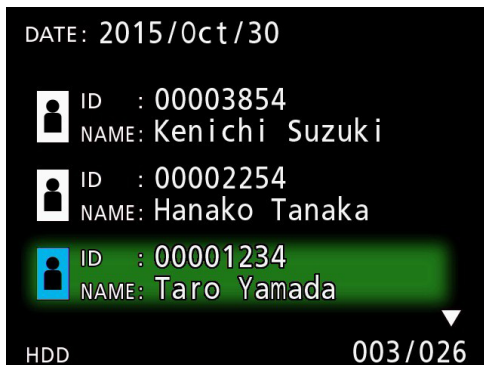 DATE: 2015/Oct/30
ID : 00003854
NAME: Kenichi Suzuki
ID : 00002254
NAME: Hanako Tanaka
ID : 00001234
NAME: Taro Yamada
HDD 003/026